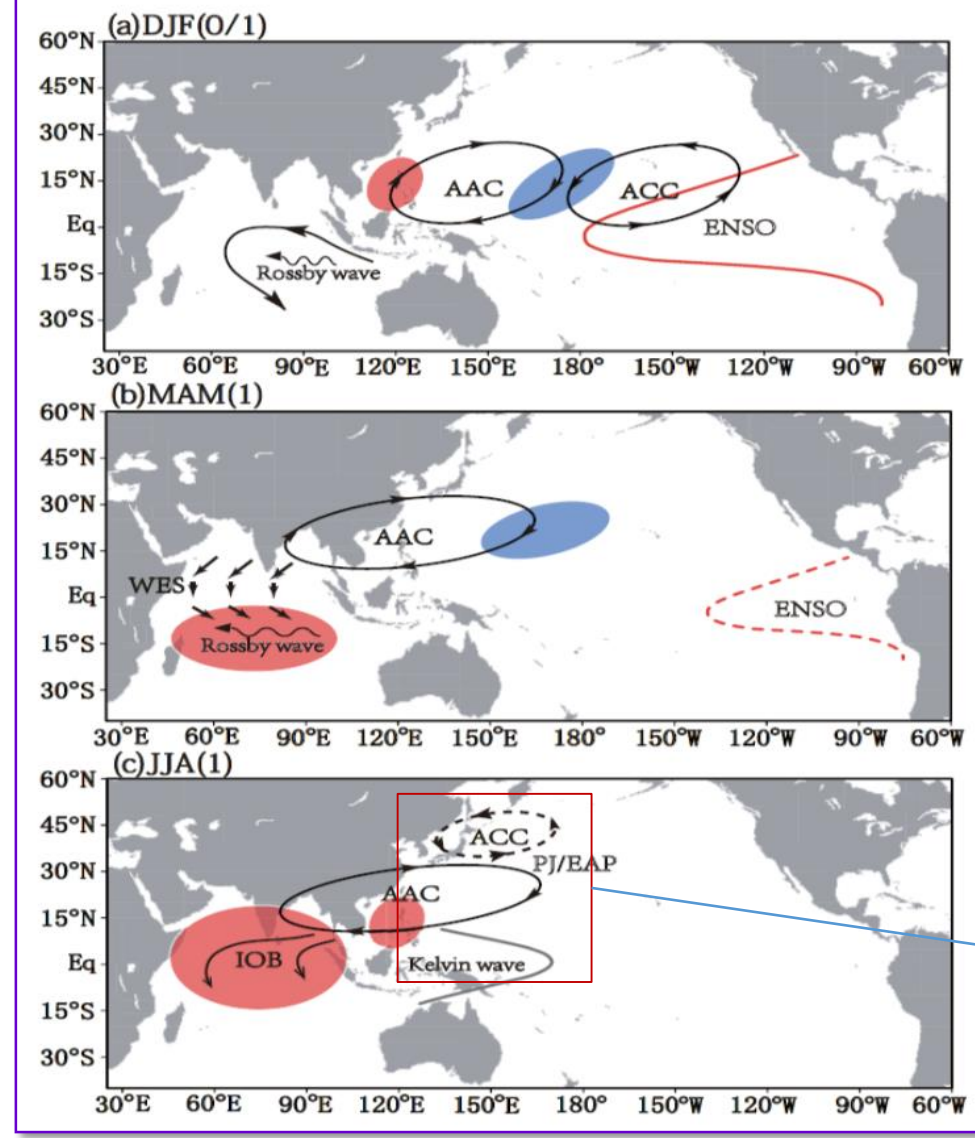 (a)DJF(0/1)
60°N
45°N
30°N
15°N
Eq
15°S
30°S
AAC
ACC
ENSO
Rossby wave
30°E 60°E 90°E 120°E 150°E 180° 150°W 120°W 90°W 60°W
(b)MAM(1)
60°N
45°N
30°N
15°N
Eq
15°S
30°S
AAC
WES
ENSO
Rossby wave
30°E 60°E 90°E 120°E 150°E 180° 150°W 120°W 90°W 60°W
(c)JJA(1)
60°N
45°N
30°N
15°N
Eq
15°S
30°S
ACC
PJ/EAP
AAC
IOB
Kelvin wave
30°E 60°E 90°E 120°E 150°E 180° 150°W 120°W 90°W 60°W